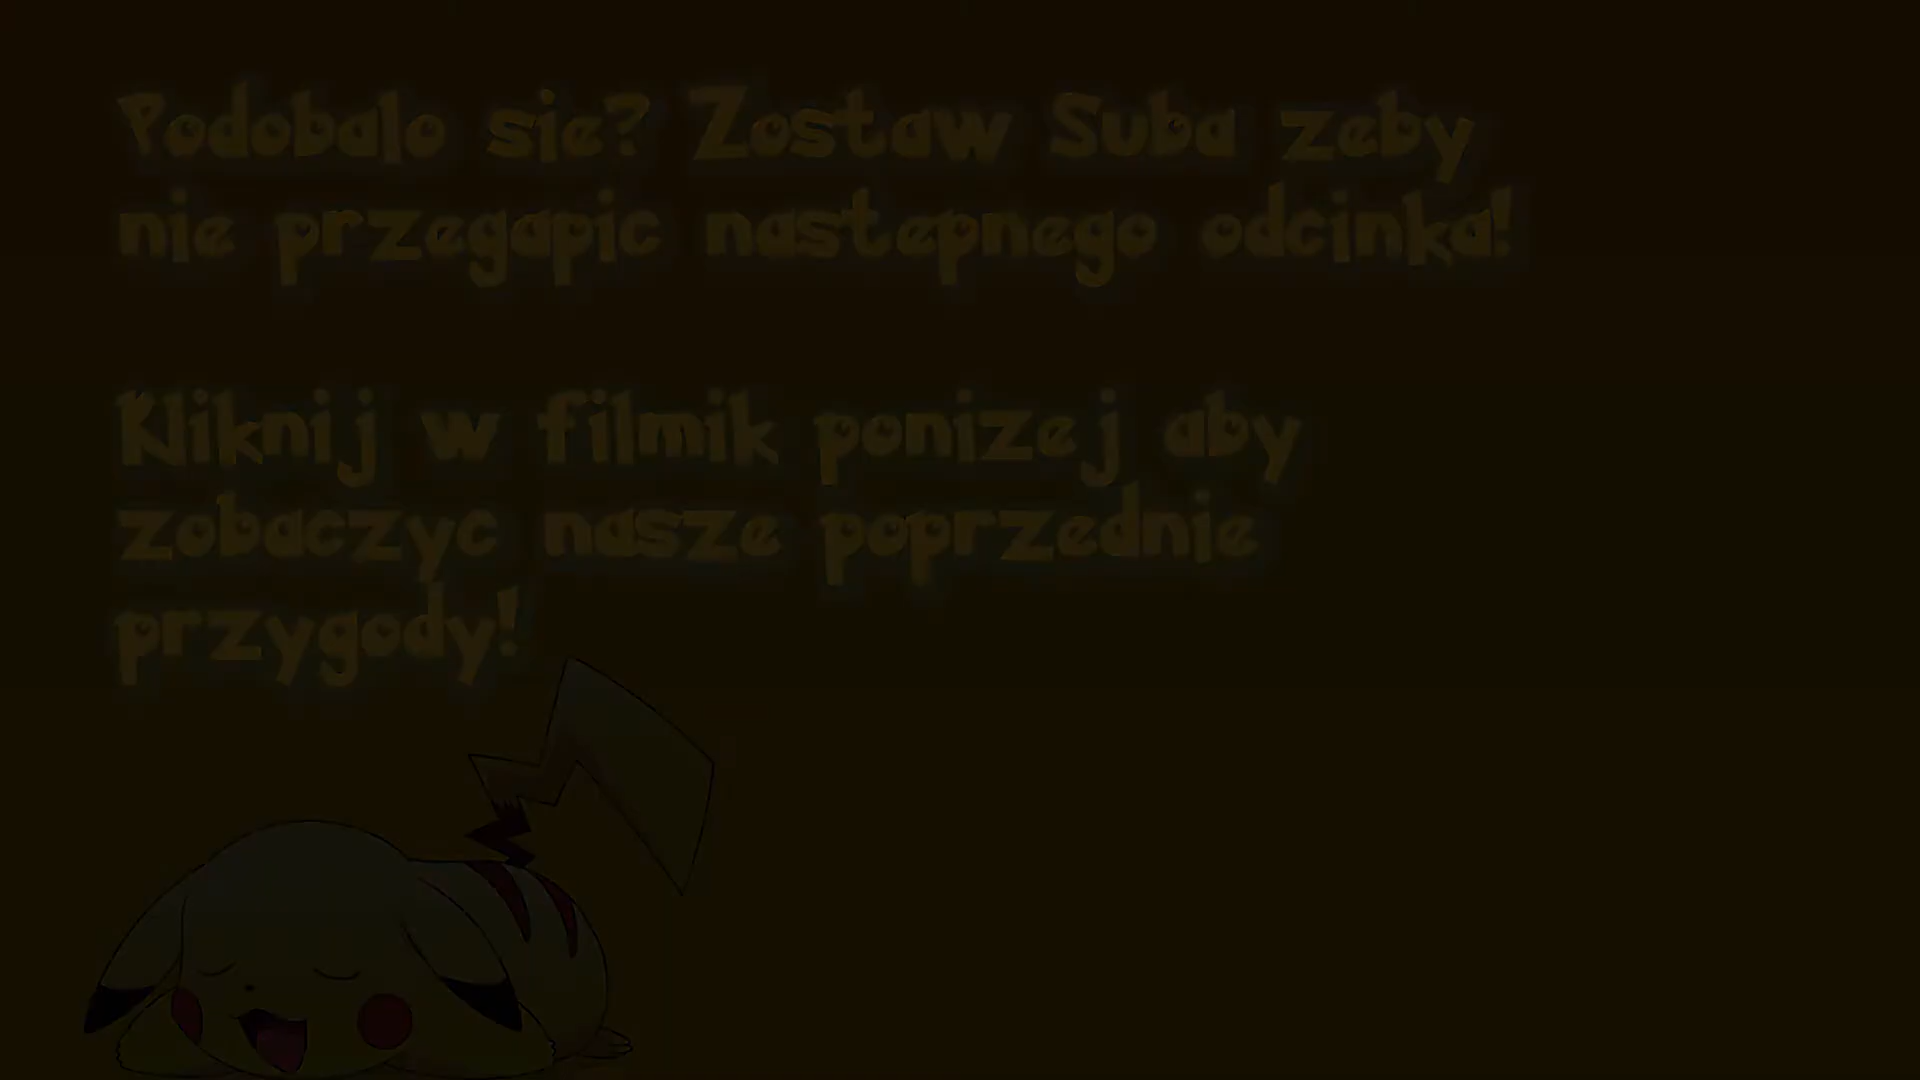 Podobalo sie? Zostaw Suba zeby
nie przegapic nastepnego odcinka!
Kliknij w filmik ponizej aby
zobaczyc nasze poprzednie
przygody!